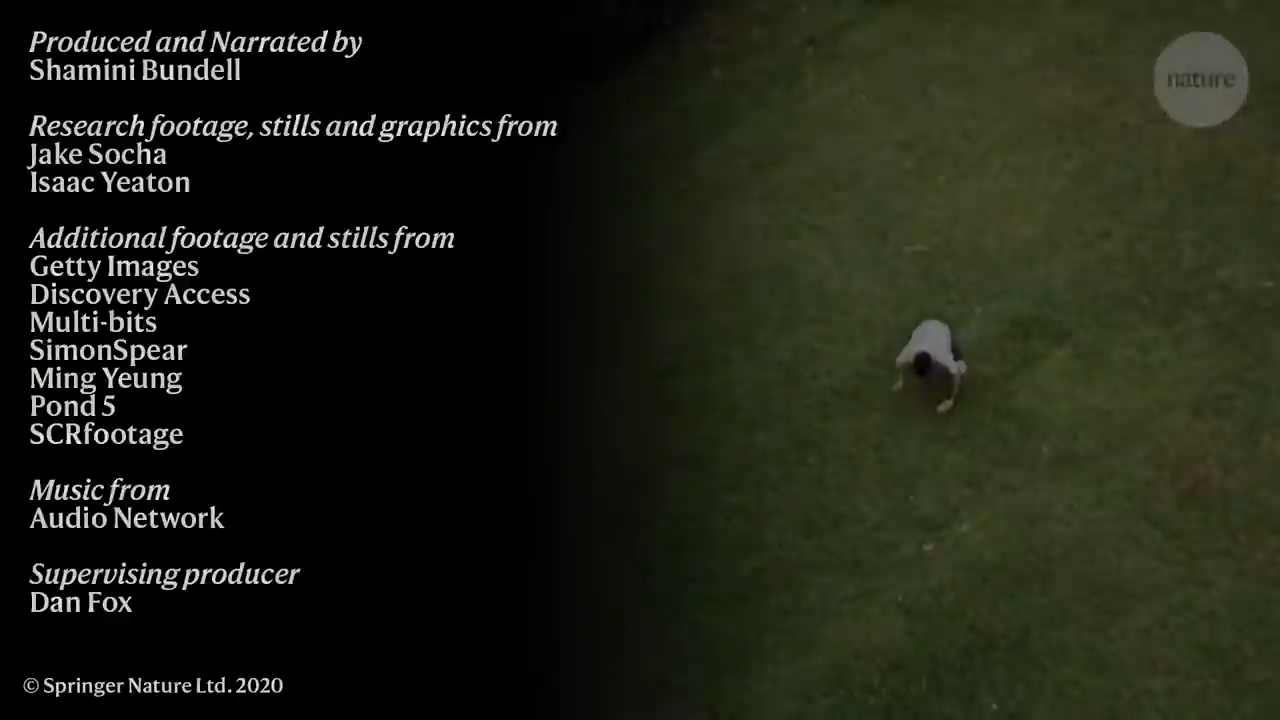 Produced and Narrated by
Shamini Bundell
Research footage, stills and graphics from
Jake Socha
Isaac Yeaton
Additional footage and stills from
Getty Images
Discovery Access
Multi-bits
SimonSpear
Ming Yeung
Pond 5
SCRfootage
Music from
Audio Network
Supervising producer
Dan Fox
© Springer Nature Ltd. 2020
nature